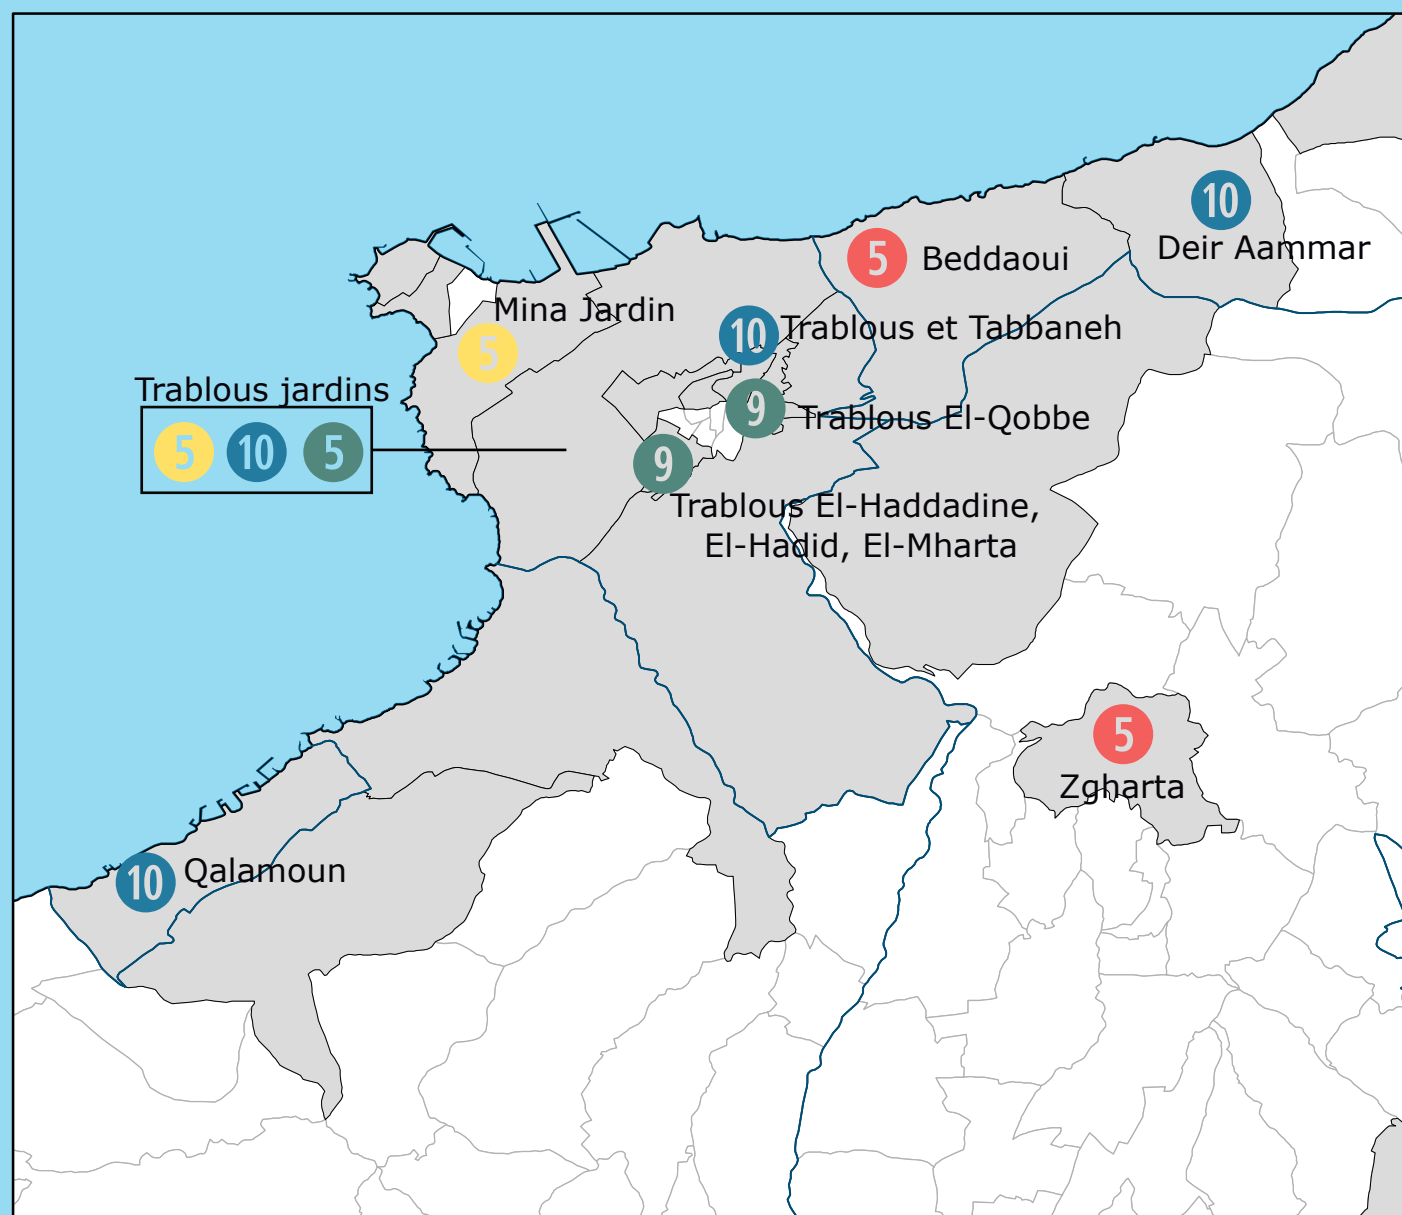 10
Deir Aammar
5 Beddaoui
Mina Jardin
5
10 Trablous et Tabbaneh
Trablous jardins
5 10 5
9
Trablous El-Qobbe
9
Trablous El-Haddadine,
El-Hadid, El-Mharta
5
Zgharta
10 Qalamoun